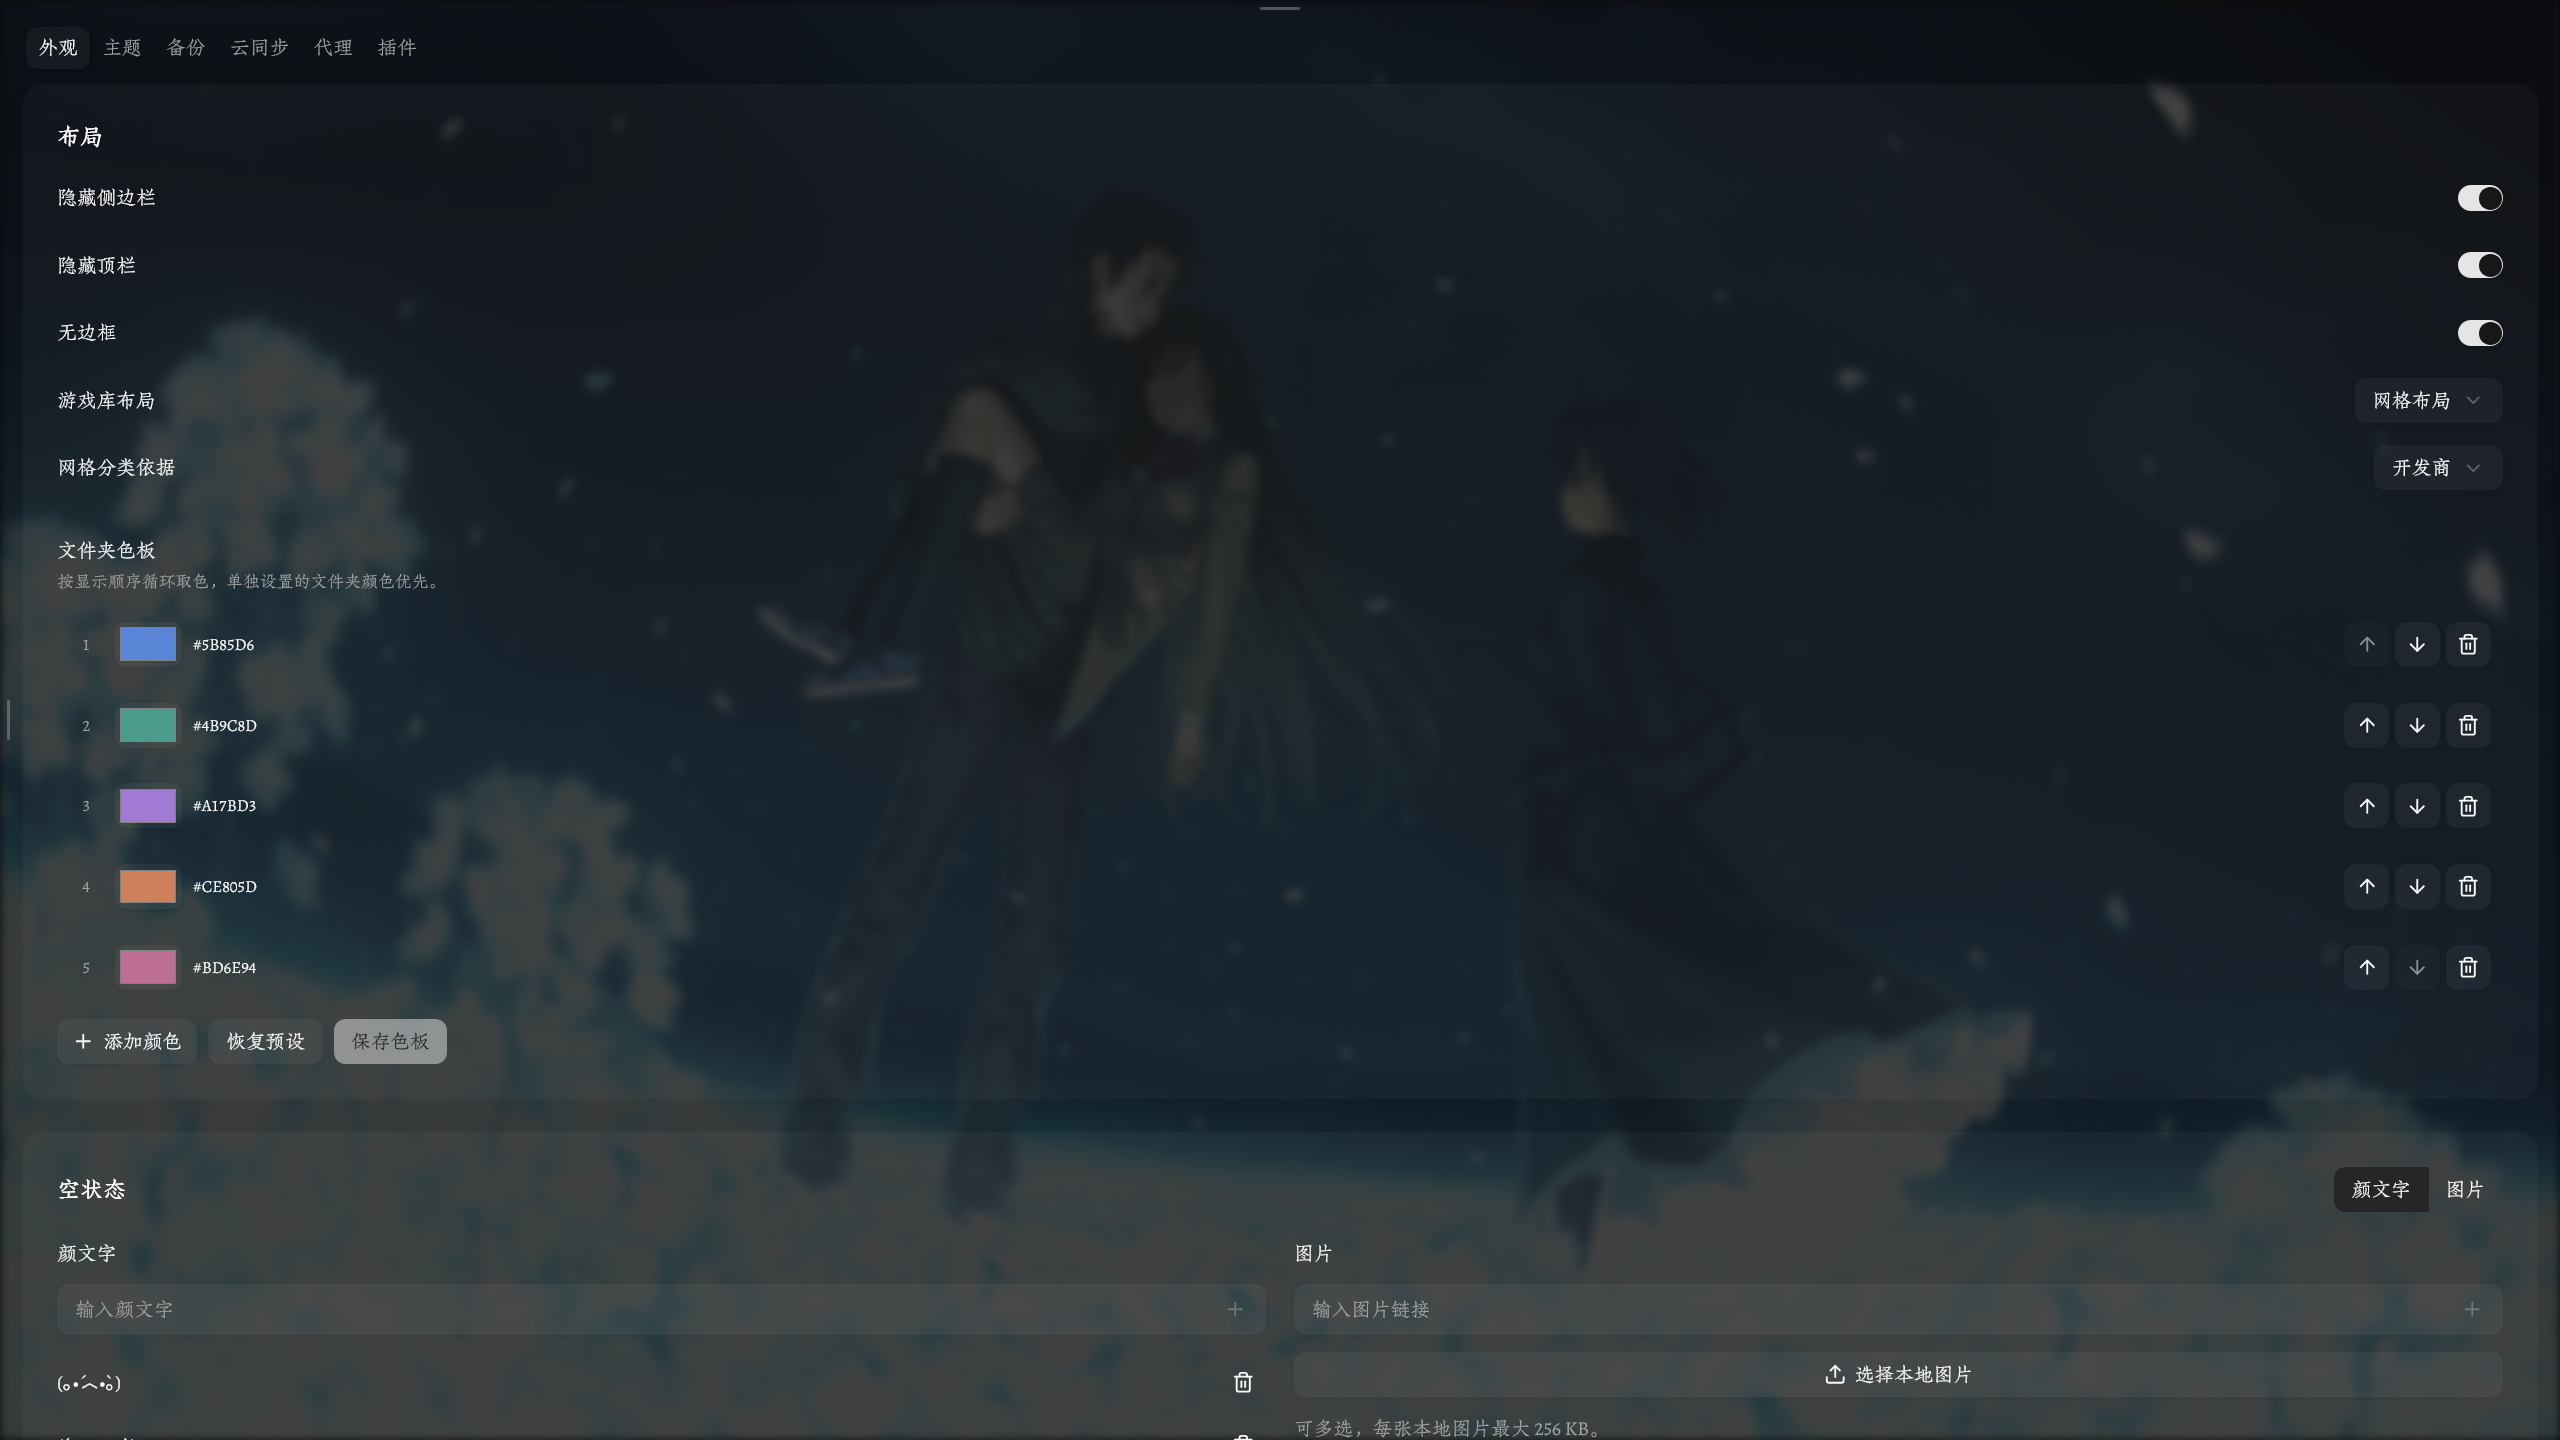 外观 主题 备份 云同步 代理 插件
布局
隐藏侧边栏
隐藏顶栏
无边框
游戏库布局 网格布局
网格分类依据 开发商
文件夹色板
按显示顺序循环取色，单独设置的文件夹颜色优先。
1 #5B85D6
2 #4B9C8D
3 #A17BD3
4 #CE805D
5 #BD6E94
添加颜色 恢复预设 保存色板
空状态 颜文字 图片
颜文字 图片
输入颜文字 输入图片链接
(｡•́︿•̀｡) 选择本地图片
可多选，每张本地图片最大 256 KB。